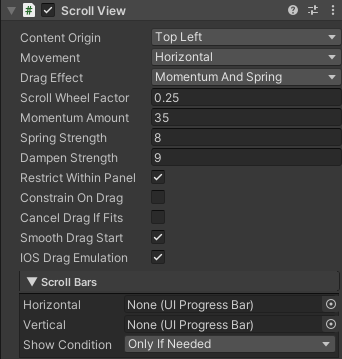 Scroll View
Content Origin Top Left
Movement Horizontal
Drag Effect Momentum And Spring
Scroll Wheel Factor 0.25
Momentum Amount 35
Spring Strength 8
Dampen Strength 9
Restrict Within Panel
Constrain On Drag
Cancel Drag If Fits
Smooth Drag Start
IOS Drag Emulation
Scroll Bars
Horizontal None (UI Progress Bar)
Vertical None (UI Progress Bar)
Show Condition Only If Needed